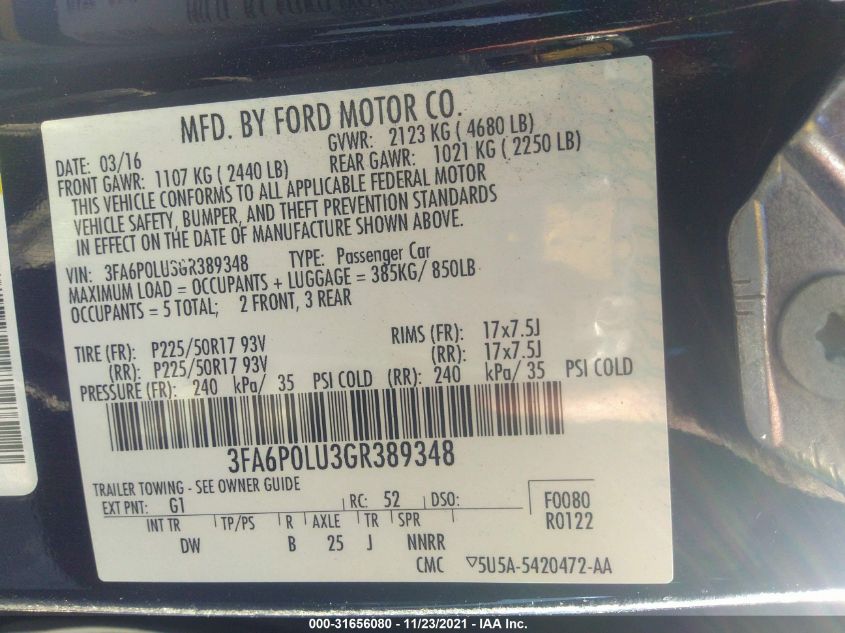 MFD. BY FORD MOTOR CO.
DATE: 03/16 GVWR: 2123 KG ( 4680 LB)
FRONT GAWR: 1107 KG ( 2440 LB) REAR GAWR: 1021 KG ( 2250 LB)
THIS VEHICLE CONFORMS TO ALL APPLICABLE FEDERAL MOTOR
VEHICLE SAFETY, BUMPER, AND THEFT PREVENTION STANDARDS
IN EFFECT ON THE DATE OF MANUFACTURE SHOWN ABOVE.
VIN: 3FA6P0LU3GR389348 TYPE: Passenger Car
MAXIMUM LOAD = OCCUPANTS + LUGGAGE = 385KG/ 850LB
OCCUPANTS = 5 TOTAL; 2 FRONT, 3 REAR
TIRE (FR): P225/50R17 93V RIMS (FR): 17x7.5J
(RR): P225/50R17 93V (RR): 17x7.5J
PRESSURE (FR): 240 kPa/ 35 PSI COLD (RR): 240 kPa/ 35 PSI COLD
3FA6P0LU3GR389348
TRAILER TOWING - SEE OWNER GUIDE
EXT PNT: G1 RC: 52 DSO: F0080
INT TR TP/PS R AXLE TR SPR R0122
DW B 25 J NNRR
CMC ▽5U5A-5420472-AA
000-31656080 - 11/23/2021 - IAA Inc.